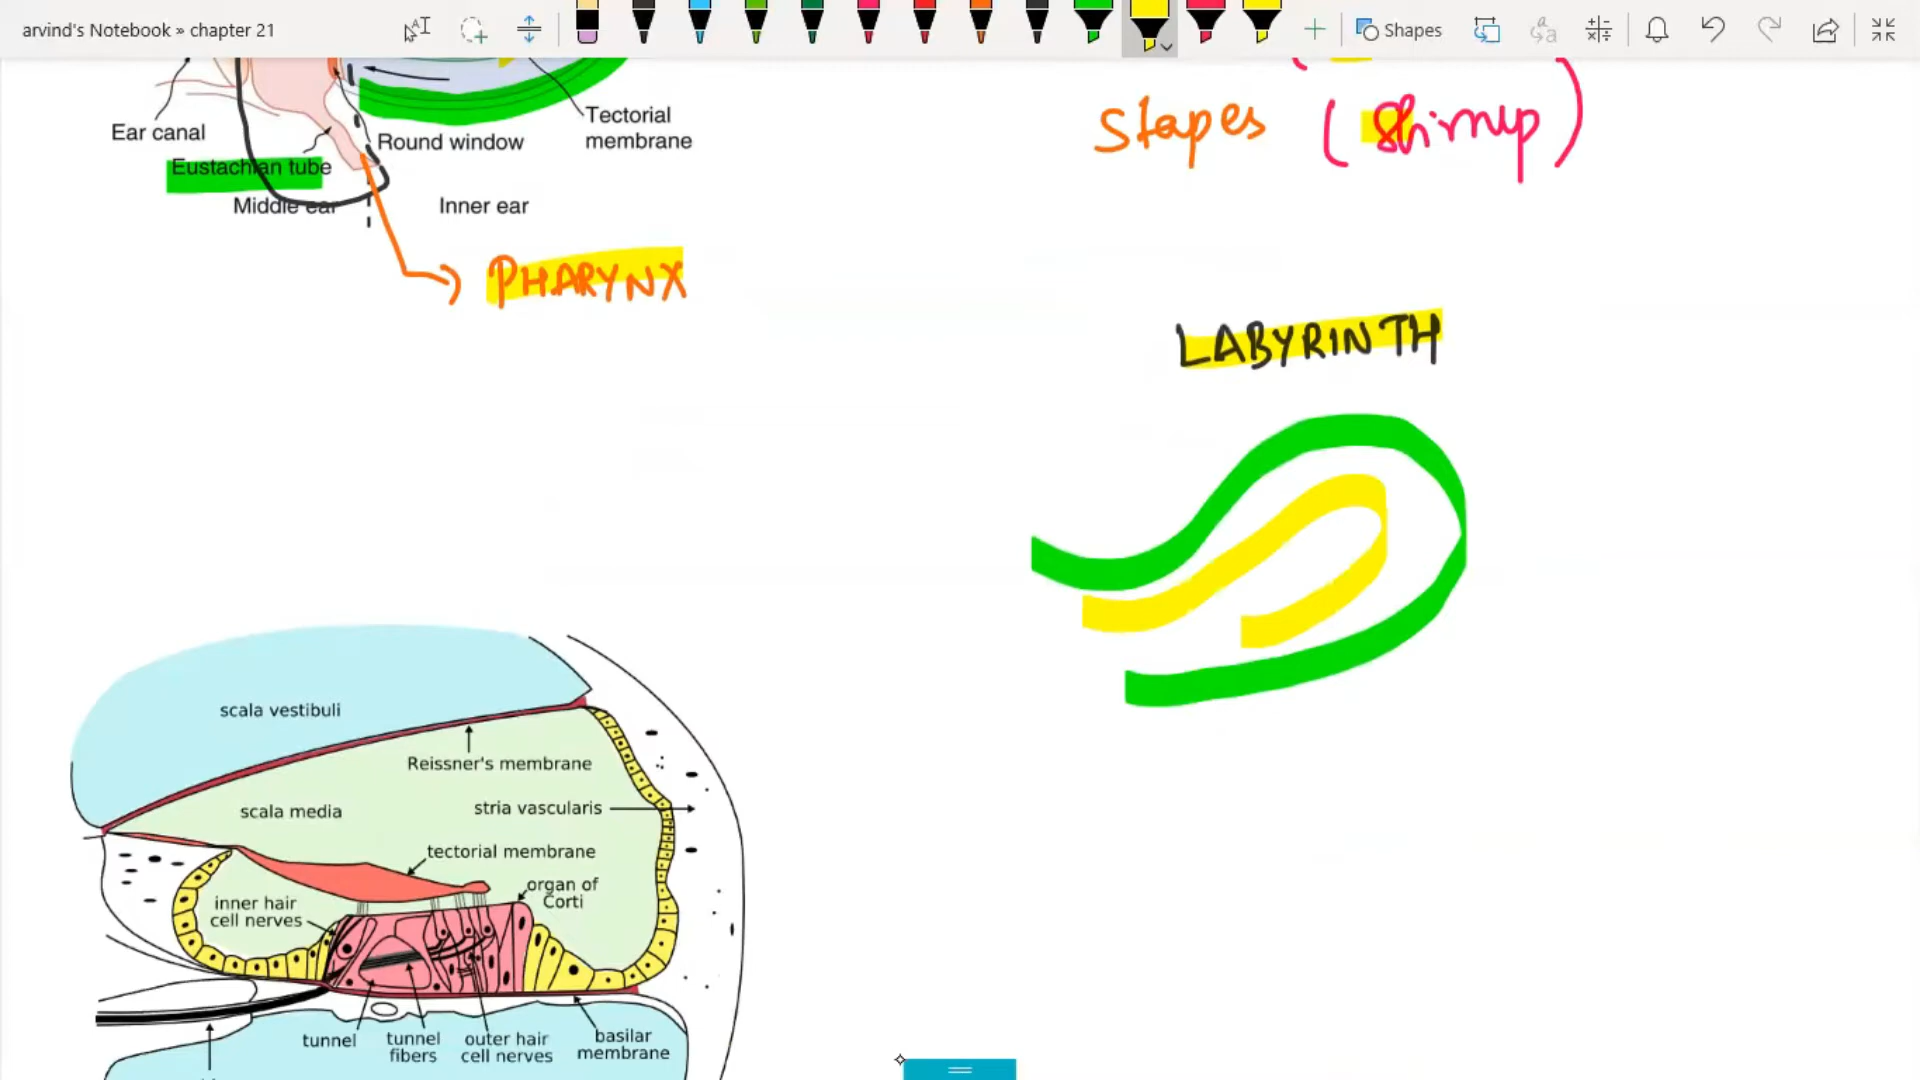 arvind's Notebook » chapter 21
Shapes
Ear canal
Eustachian tube
Middle ear
Round window
Inner ear
Tectorial
membrane
PHARYNX
Stapes (Stirrup)
LABYRINTH
scala vestibuli
Reissner's membrane
scala media
stria vascularis
tectorial membrane
organ of
Corti
inner hair
cell nerves
tunnel
tunnel
fibers
outer hair
cell nerves
basilar
membrane